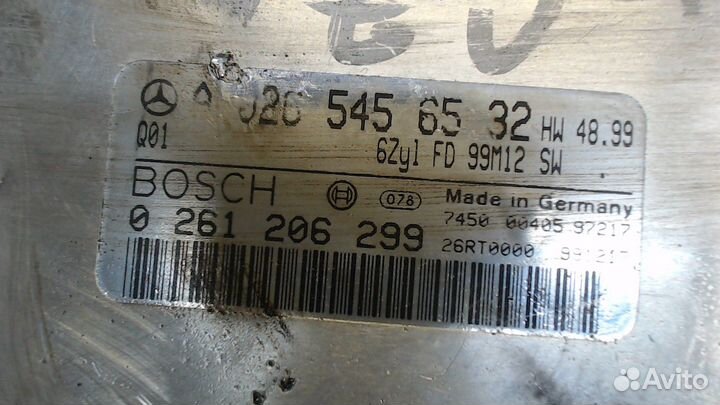 026 545 65 32 HW 48.99
Q01
6Zyl FD 99M12 SW .
BOSCH
078
Made in Germany
0 261 206 299
7450 00405 97217
26RT0000
Avito